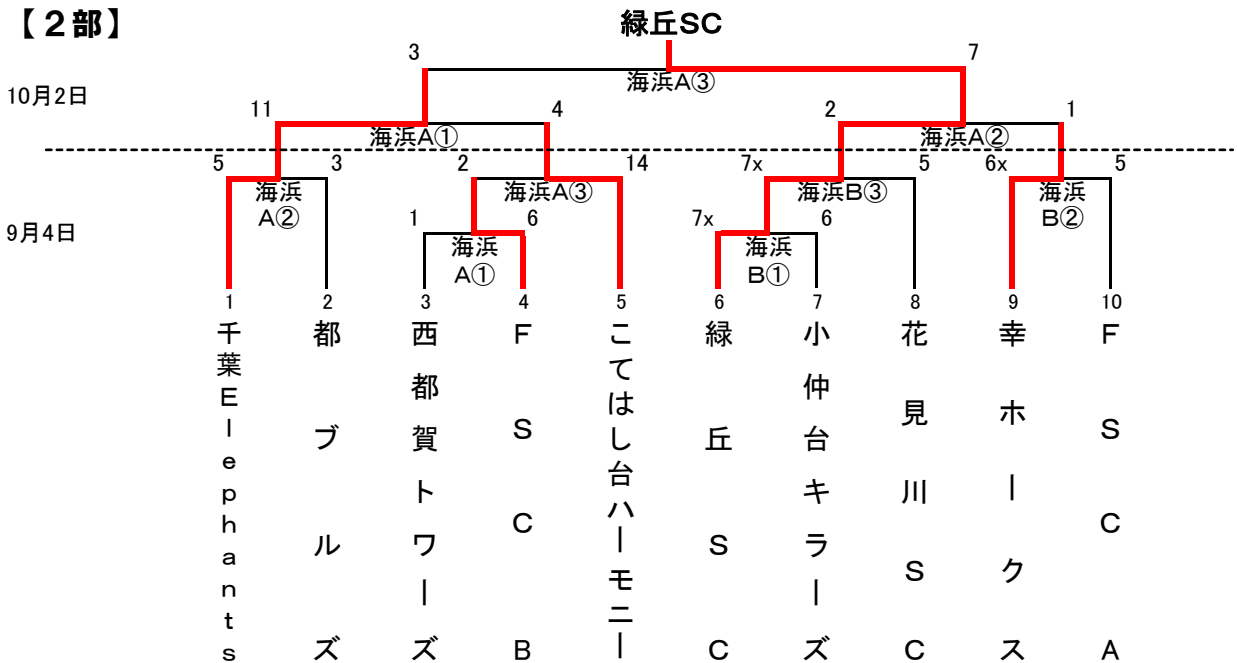 【２部】
緑丘SC
3
7
海浜A③
10月2日
11
4
2
1
海浜A①
海浜A②
5
3
2
14
7x
5
6x
5
海浜
A②
海浜A③
海浜B③
海浜
B②
9月4日
1
6
7x
6
海浜
A①
海浜
B①
1
2
3
4
5
6
7
8
9
10
千葉Elephants
都ブルズ
西都賀トワーズ
FSCB
こてはし台ハーモニー
緑丘SC
小仲台キラーズ
花見川SC
幸ホークス
FSCA